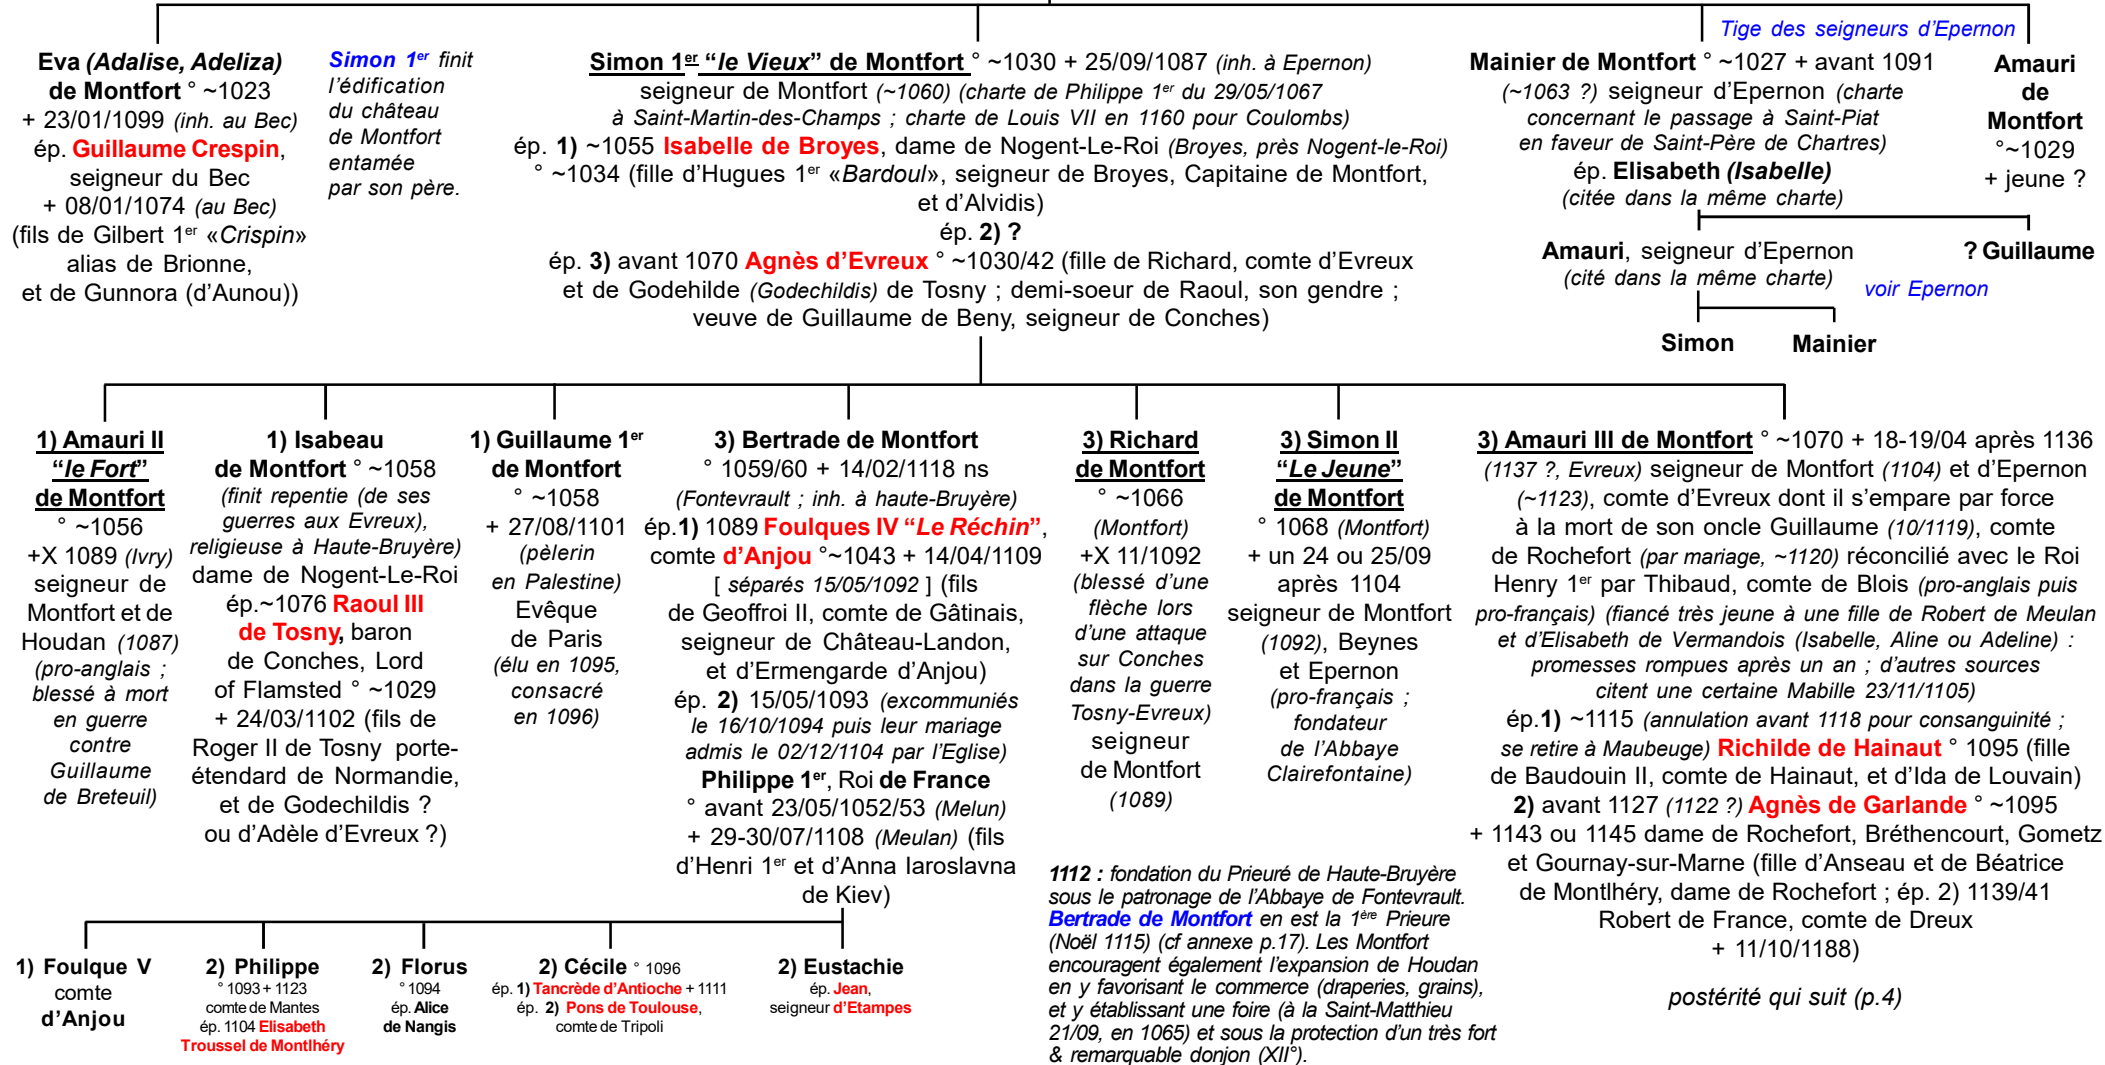 Tige des seigneurs d'Epernon
Eva (Adalise, Adeliza)
de Montfort ° ~1023
+ 23/01/1099 (inh. au Bec)
ép. Guillaume Crespin,
seigneur du Bec
+ 08/01/1074 (au Bec)
(fils de Gilbert 1er «Crispin»
alias de Brionne,
et de Gunnora (d'Aunou))
Simon 1er finit
l'édification
du château
de Montfort
entamée
par son père.
Simon 1er "le Vieux" de Montfort ° ~1030 + 25/09/1087 (inh. à Epernon)
seigneur de Montfort (~1060) (charte de Philippe 1er du 29/05/1067
à Saint-Martin-des-Champs ; charte de Louis VII en 1160 pour Coulombs)
ép. 1) ~1055 Isabelle de Broyes, dame de Nogent-Le-Roi (Broyes, près Nogent-le-Roi)
° ~1034 (fille d'Hugues 1er «Bardoul», seigneur de Broyes, Capitaine de Montfort,
et d'Alvidis)
ép. 2) ?
ép. 3) avant 1070 Agnès d'Evreux ° ~1030/42 (fille de Richard, comte d'Evreux
et de Godehilde (Godechildis) de Tosny ; demi-soeur de Raoul, son gendre ;
veuve de Guillaume de Beny, seigneur de Conches)
Mainier de Montfort ° ~1027 + avant 1091
(~1063 ?) seigneur d'Epernon (charte
concernant le passage à Saint-Piat
en faveur de Saint-Père de Chartres)
ép. Elisabeth (Isabelle)
(citée dans la même charte)
Amauri
de
Montfort
°~1029
+ jeune ?
Amauri, seigneur d'Epernon
(cité dans la même charte)
? Guillaume
voir Epernon
Simon
Mainier
1) Amauri II
"le Fort"
de Montfort
° ~1056
+X 1089 (Ivry)
seigneur de
Montfort et de
Houdan (1087)
(pro-anglais ;
blessé à mort
en guerre
contre
Guillaume
de Breteuil)
1) Isabeau
de Montfort ° ~1058
(finit repentie (de ses
guerres aux Evreux),
religieuse à Haute-Bruyère)
dame de Nogent-Le-Roi
ép.~1076 Raoul III
de Tosny, baron
de Conches, Lord
of Flamsted ° ~1029
+ 24/03/1102 (fils de
Roger II de Tosny porte-
étendard de Normandie,
et de Godechildis ?
ou d'Adèle d'Evreux ?)
1) Guillaume 1er
de Montfort
° ~1058
+ 27/08/1101
(pèlerin
en Palestine)
Evêque
de Paris
(élu en 1095,
consacré
en 1096)
3) Bertrade de Montfort
° 1059/60 + 14/02/1118 ns
(Fontevrault ; inh. à haute-Bruyère)
ép.1) 1089 Foulques IV "Le Réchin",
comte d'Anjou °~1043 + 14/04/1109
[ séparés 15/05/1092 ] (fils
de Geoffroi II, comte de Gâtinais,
seigneur de Château-Landon,
et d'Ermengarde d'Anjou)
ép. 2) 15/05/1093 (excommuniés
le 16/10/1094 puis leur mariage
admis le 02/12/1104 par l'Eglise)
Philippe 1er, Roi de France
° avant 23/05/1052/53 (Melun)
+ 29-30/07/1108 (Meulan) (fils
d'Henri 1er et d'Anna Iaroslavna
de Kiev)
3) Richard
de Montfort
° ~1066
(Montfort)
+X 11/1092
(blessé d'une
flèche lors
d'une attaque
sur Conches
dans la guerre
Tosny-Evreux)
seigneur
de Montfort
(1089)
3) Simon II
"Le Jeune"
de Montfort
° 1068 (Montfort)
+ un 24 ou 25/09
après 1104
seigneur de Montfort
(1092), Beynes
et Epernon
(pro-français ;
fondateur
de l'Abbaye
Clairefontaine)
3) Amauri III de Montfort ° ~1070 + 18-19/04 après 1136
(1137 ?, Evreux) seigneur de Montfort (1104) et d'Epernon
(~1123), comte d'Evreux dont il s'empare par force
à la mort de son oncle Guillaume (10/1119), comte
de Rochefort (par mariage, ~1120) réconcilié avec le Roi
Henry 1er par Thibaud, comte de Blois (pro-anglais puis
pro-français) (fiancé très jeune à une fille de Robert de Meulan
et d'Elisabeth de Vermandois (Isabelle, Aline ou Adeline) :
promesses rompues après un an ; d'autres sources
citent une certaine Mabille 23/11/1105)
ép.1) ~1115 (annulation avant 1118 pour consanguinité ;
se retire à Maubeuge) Richilde de Hainaut ° 1095 (fille
de Baudouin II, comte de Hainaut, et d'Ida de Louvain)
2) avant 1127 (1122 ?) Agnès de Garlande ° ~1095
+ 1143 ou 1145 dame de Rochefort, Bréthencourt, Gometz
et Gournay-sur-Marne (fille d'Anseau et de Béatrice
de Montlhéry, dame de Rochefort ; ép. 2) 1139/41
Robert de France, comte de Dreux
+ 11/10/1188)
postérité qui suit (p.4)
1112 : fondation du Prieuré de Haute-Bruyère
sous le patronage de l'Abbaye de Fontevrault.
Bertrade de Montfort en est la 1ère Prieure
(Noël 1115) (cf annexe p.17). Les Montfort
encouragent également l'expansion de Houdan
en y favorisant le commerce (draperies, grains),
et y établissant une foire (à la Saint-Matthieu
21/09, en 1065) et sous la protection d'un très fort
& remarquable donjon (XII°).
1) Foulque V
comte
d'Anjou
2) Philippe
° 1093 + 1123
comte de Mantes
ép. 1104 Elisabeth
Troussel de Montlhéry
2) Florus
° 1094
ép. Alice
de Nangis
2) Cécile ° 1096
ép. 1) Tancrède d'Antioche + 1111
ép. 2) Pons de Toulouse,
comte de Tripoli
2) Eustachie
ép. Jean,
seigneur d'Etampes